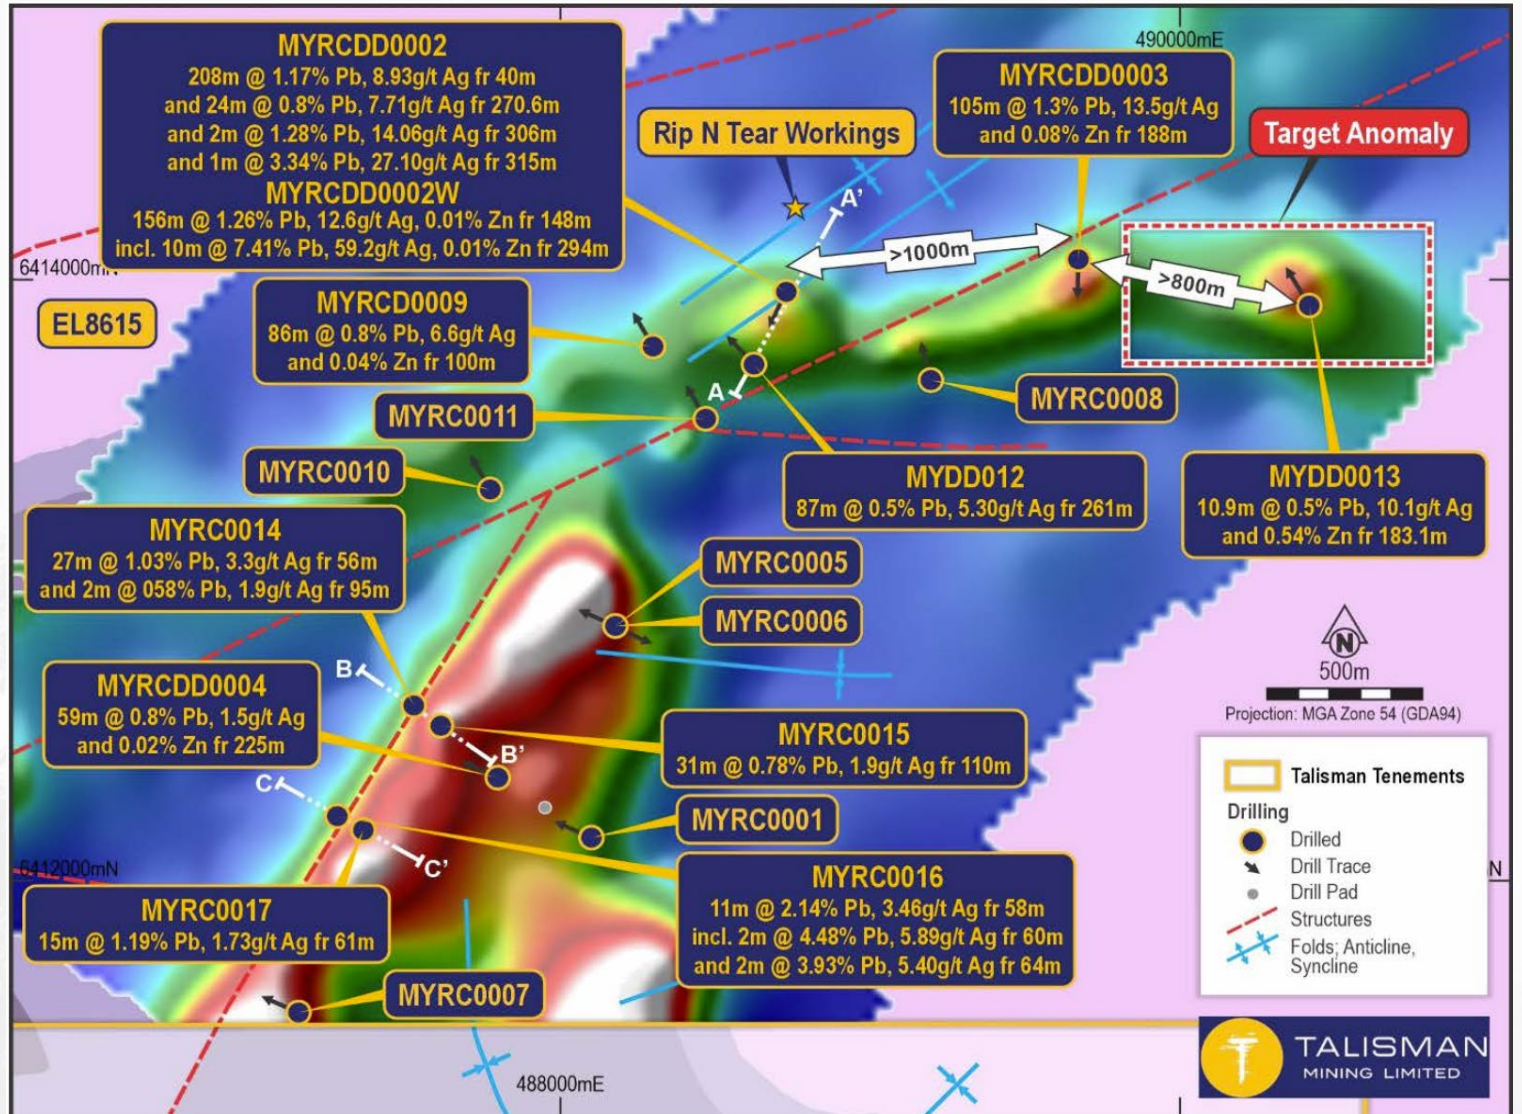 MYRCDD0002
208m @ 1.17% Pb, 8.93g/t Ag fr 40m
and 24m @ 0.8% Pb, 7.71g/t Ag fr 270.6m
and 2m @ 1.28% Pb, 14.06g/t Ag fr 306m
and 1m @ 3.34% Pb, 27.10g/t Ag fr 315m
MYRCDD0002W
156m @ 1.26% Pb, 12.6g/t Ag, 0.01% Zn fr 148m
incl. 10m @ 7.41% Pb, 59.2g/t Ag, 0.01% Zn fr 294m
490000mE
MYRCDD0003
105m @ 1.3% Pb, 13.5g/t Ag
and 0.08% Zn fr 188m
Rip N Tear Workings
Target Anomaly
A'
>1000m
>800m
6414000mN
EL8615
MYRCD0009
86m @ 0.8% Pb, 6.6g/t Ag
and 0.04% Zn fr 100m
A
MYRC0008
MYRC0011
MYRC0010
MYDD012
87m @ 0.5% Pb, 5.30g/t Ag fr 261m
MYDD0013
10.9m @ 0.5% Pb, 10.1g/t Ag
and 0.54% Zn fr 183.1m
MYRC0014
27m @ 1.03% Pb, 3.3g/t Ag fr 56m
and 2m @ 058% Pb, 1.9g/t Ag fr 95m
MYRC0005
MYRC0006
N
500m
Projection: MGA Zone 54 (GDA94)
B
MYRCDD0004
59m @ 0.8% Pb, 1.5g/t Ag
and 0.02% Zn fr 225m
B'
MYRC0015
31m @ 0.78% Pb, 1.9g/t Ag fr 110m
C
C'
MYRC0001
6412000mN
N
MYRC0016
11m @ 2.14% Pb, 3.46g/t Ag fr 58m
incl. 2m @ 4.48% Pb, 5.89g/t Ag fr 60m
and 2m @ 3.93% Pb, 5.40g/t Ag fr 64m
MYRC0017
15m @ 1.19% Pb, 1.73g/t Ag fr 61m
MYRC0007
Talisman Tenements
Drilling
Drilled
Drill Trace
Drill Pad
Structures
Folds; Anticline,
Syncline
488000mE
TALISMAN
MINING LIMITED